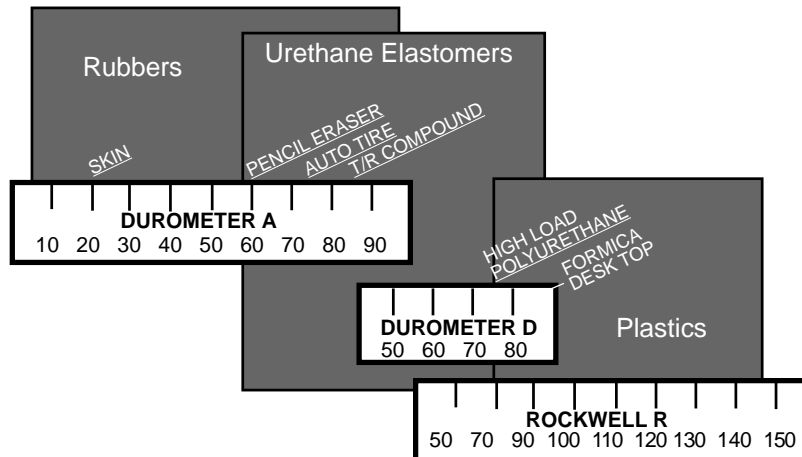 Rubbers
Urethane Elastomers
SKIN
PENCIL ERASER
AUTO TIRE
T/R COMPOUND
DUROMETER A
10 20 30 40 50 60 70 80 90
HIGH LOAD
POLYURETHANE
FORMICA
DESK TOP
DUROMETER D
50 60 70 80
Plastics
ROCKWELL R
50 70 80 90 100 110 120 130 140 150